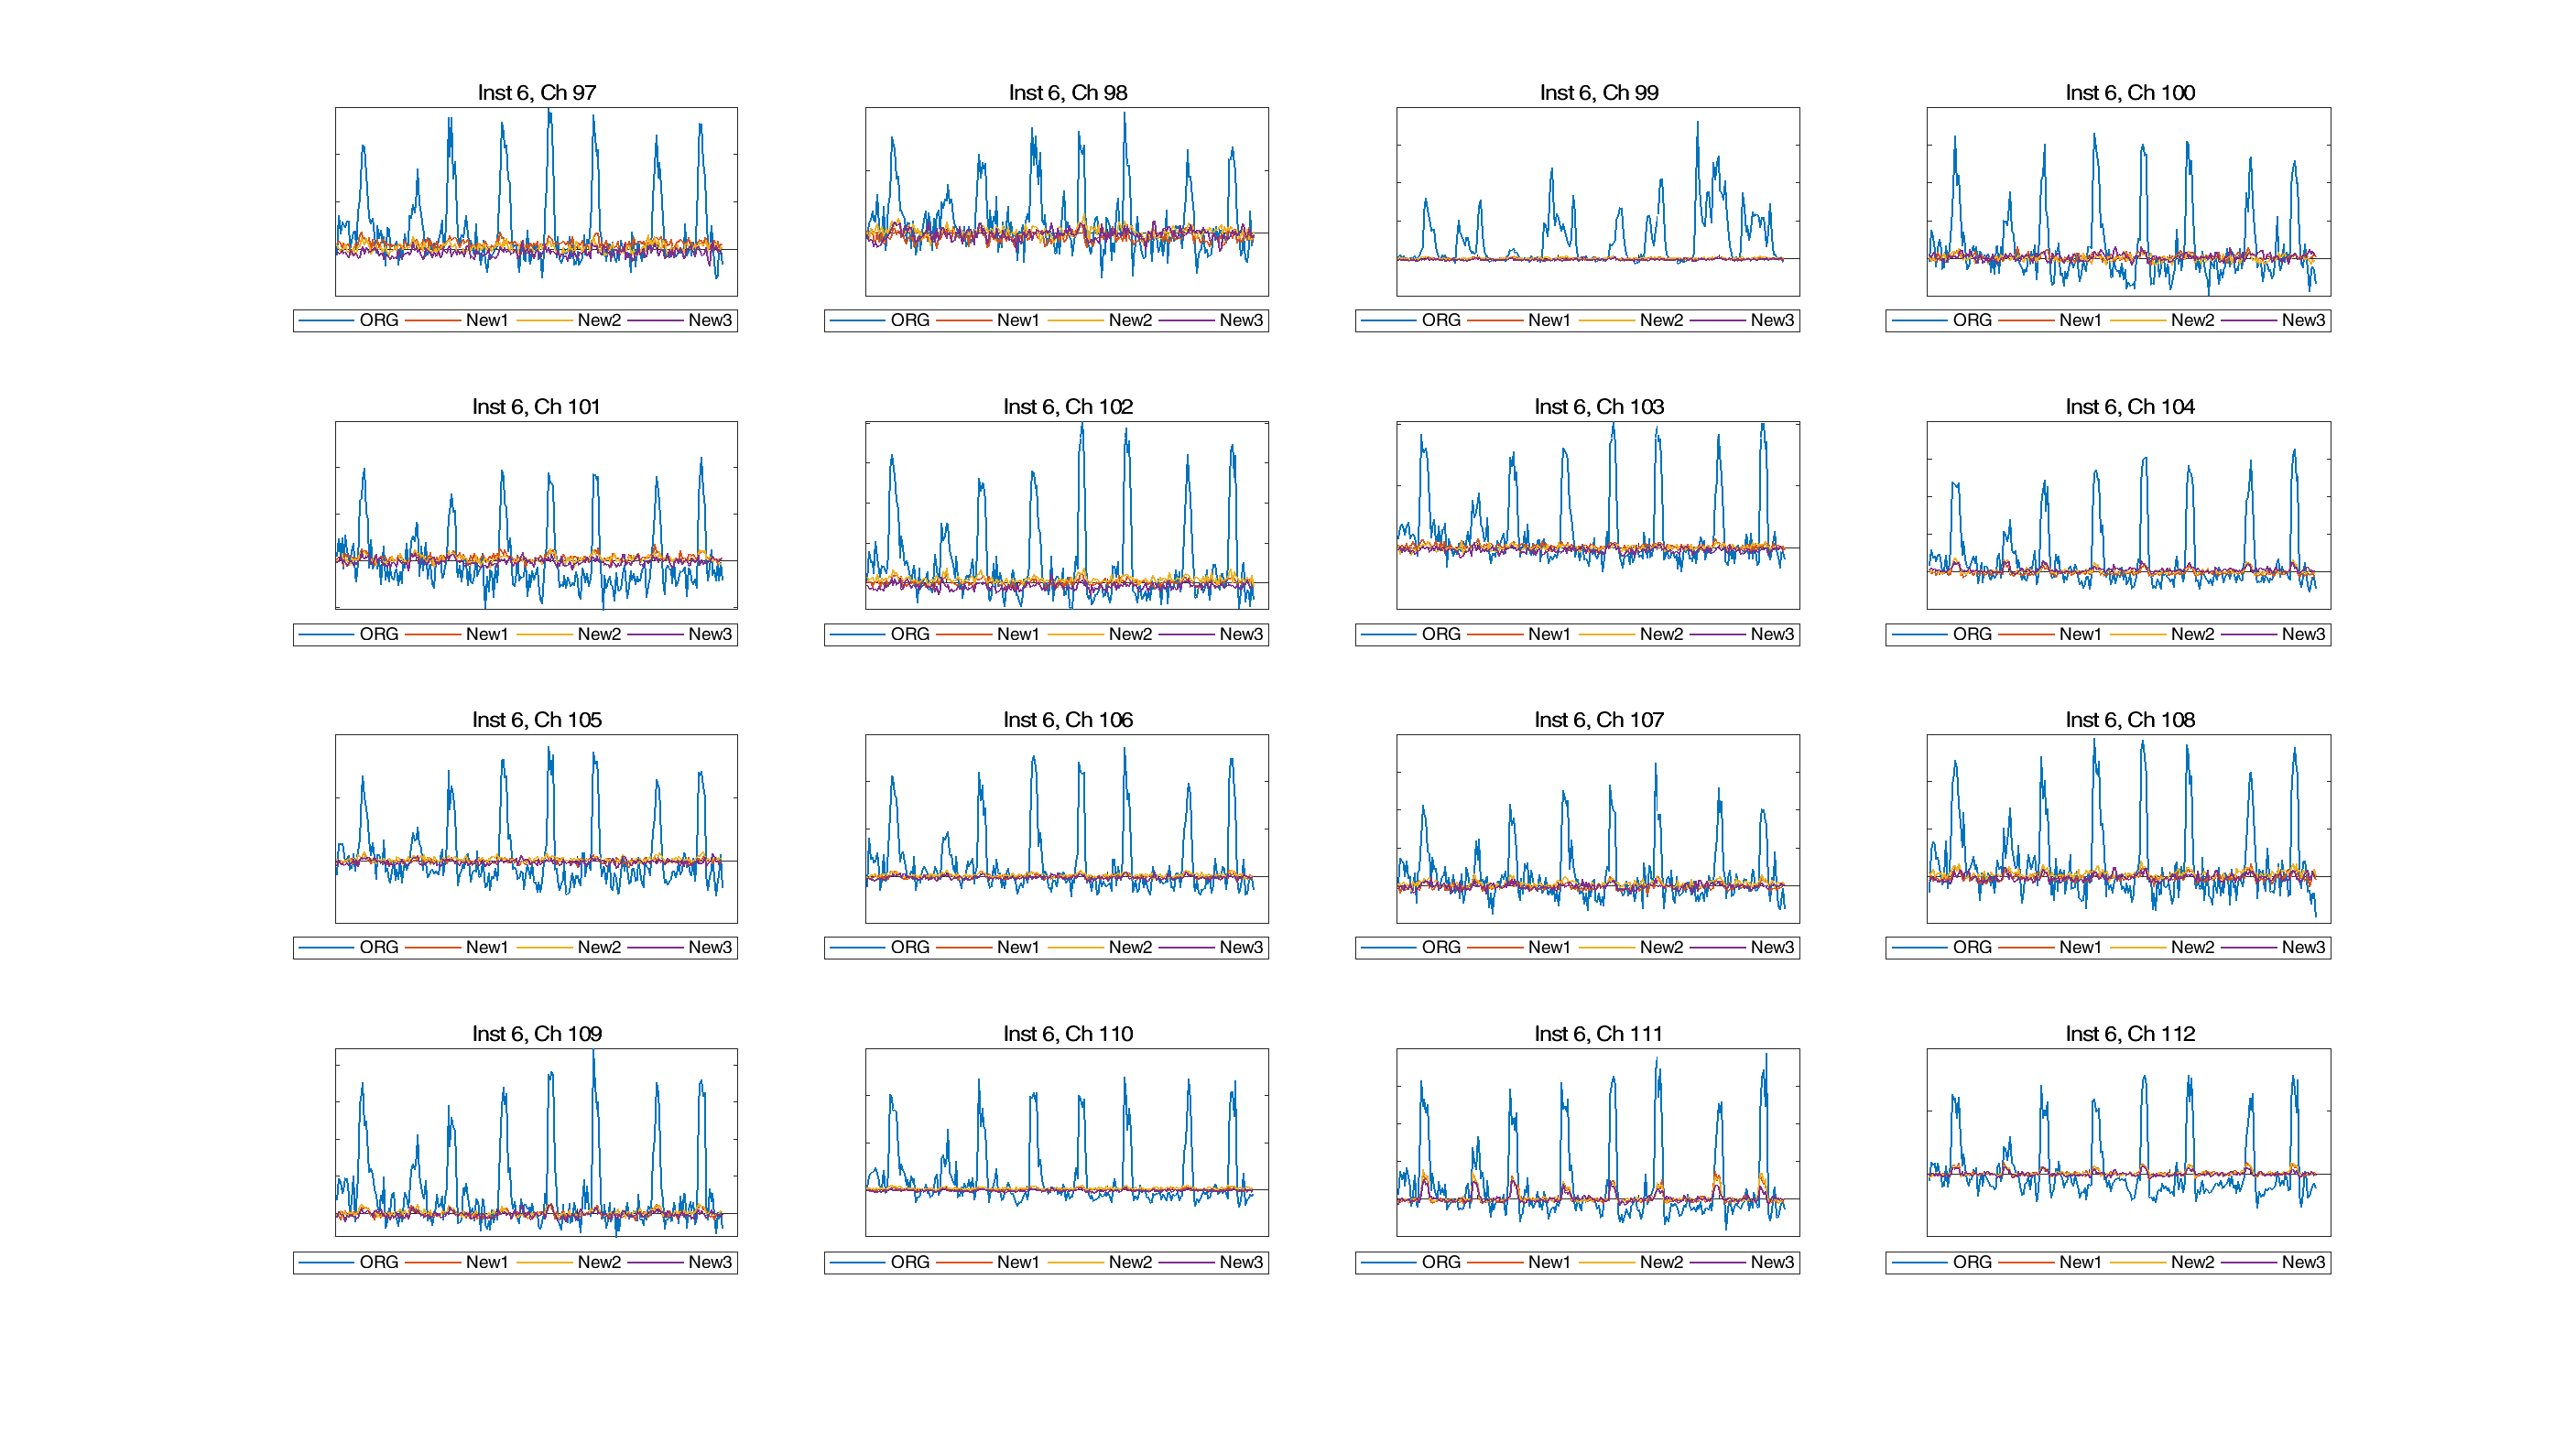 Inst 6, Ch 97
Inst 6, Ch 98
Inst 6, Ch 99
Inst 6, Ch 100
ORG New1 New2 New3
ORG New1 New2 New3
ORG New1 New2 New3
ORG New1 New2 New3
Inst 6, Ch 101
Inst 6, Ch 102
Inst 6, Ch 103
Inst 6, Ch 104
ORG New1 New2 New3
ORG New1 New2 New3
ORG New1 New2 New3
ORG New1 New2 New3
Inst 6, Ch 105
Inst 6, Ch 106
Inst 6, Ch 107
Inst 6, Ch 108
ORG New1 New2 New3
ORG New1 New2 New3
ORG New1 New2 New3
ORG New1 New2 New3
Inst 6, Ch 109
Inst 6, Ch 110
Inst 6, Ch 111
Inst 6, Ch 112
ORG New1 New2 New3
ORG New1 New2 New3
ORG New1 New2 New3
ORG New1 New2 New3